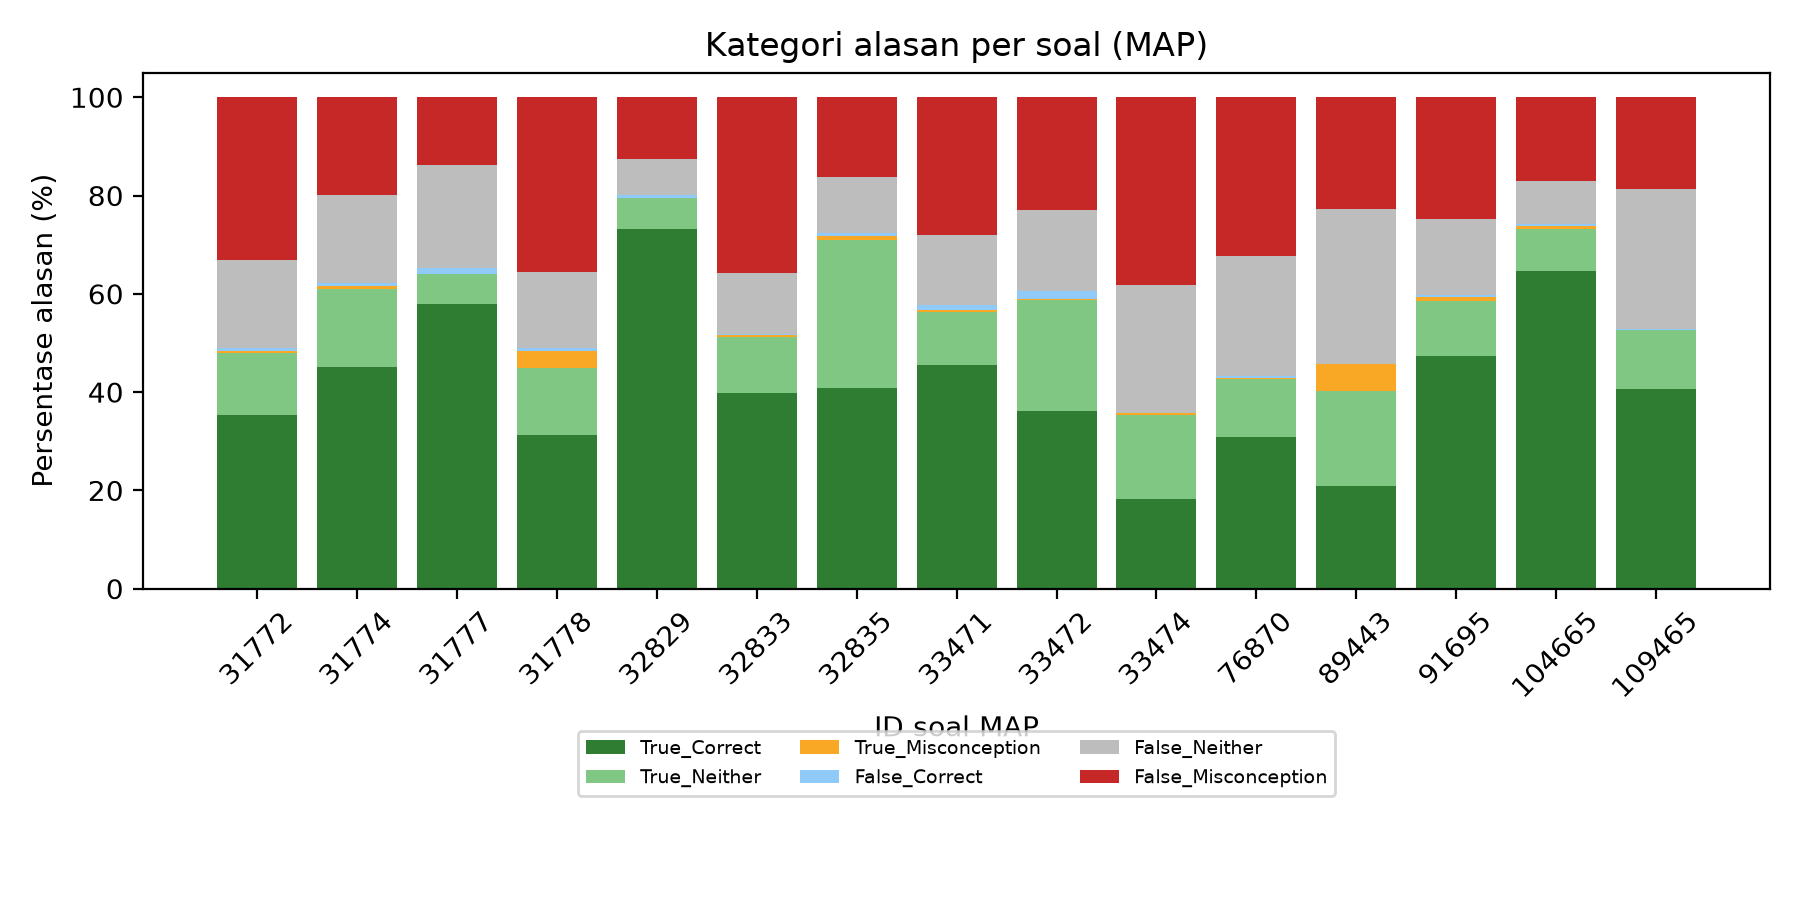 Kategori alasan per soal (MAP)
Persentase alasan (%)
100
80
60
40
20
0
31772
31774
31777
31778
32829
32833
32835
33471
33472
33474
76870
89443
91695
104665
109465
ID soal MAP
True_Correct
True_Neither
True_Misconception
False_Correct
False_Neither
False_Misconception